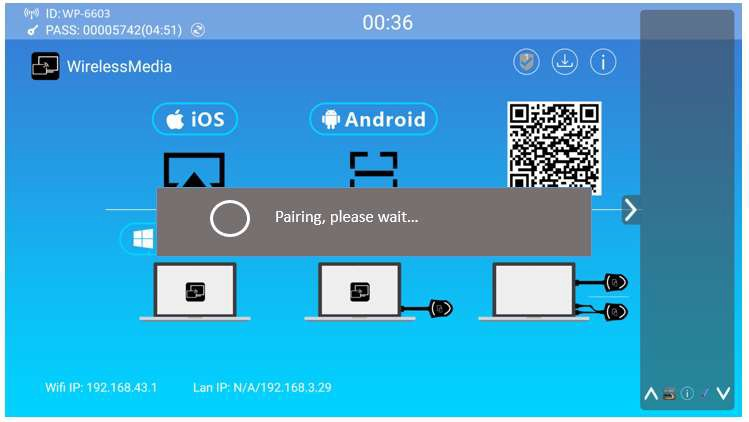 ID: WP-6603
PASS: 00005742(04:51)
00:36
WirelessMedia
iOS
Android
Pairing, please wait...
Wifi IP: 192.168.43.1
Lan IP: N/A/192.168.3.29